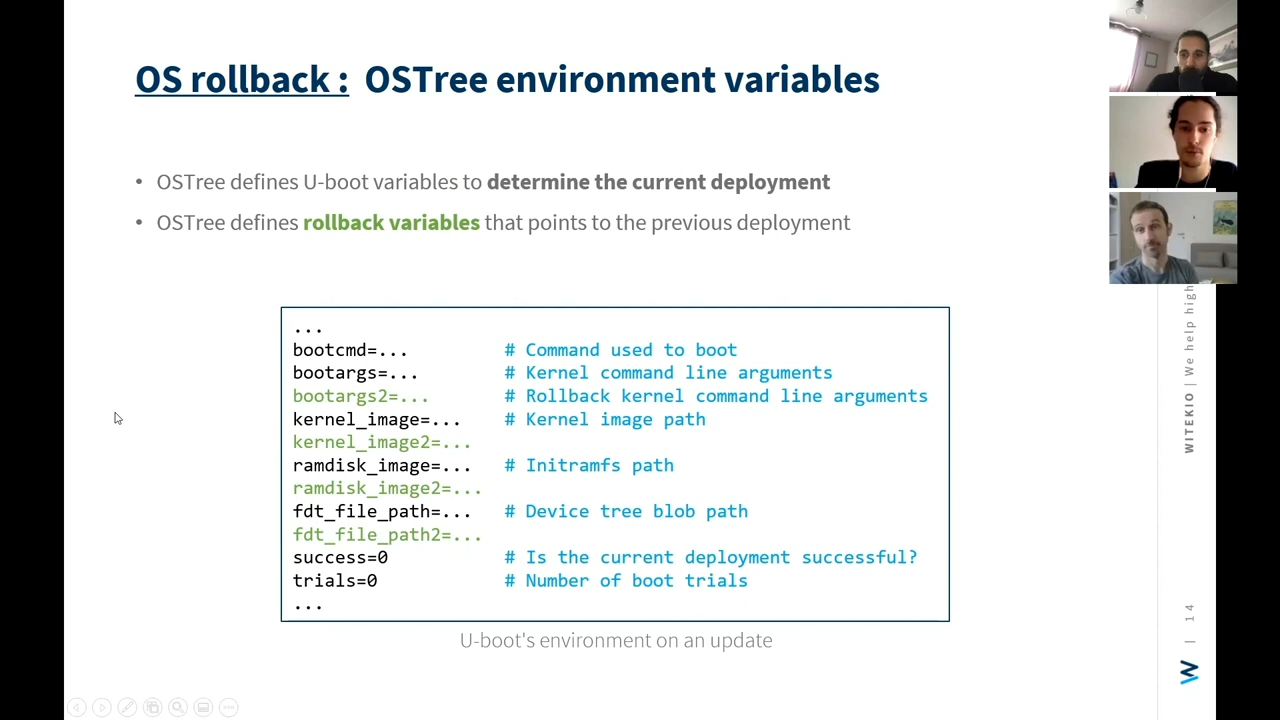 OS rollback : OSTree environment variables
• OSTree defines U-boot variables to determine the current deployment
• OSTree defines rollback variables that points to the previous deployment
...
bootcmd=... # Command used to boot
bootargs=... # Kernel command line arguments
bootargs2=... # Rollback kernel command line arguments
kernel_image=... # Kernel image path
kernel_image2=...
ramdisk_image=... # Initramfs path
ramdisk_image2=...
fdt_file_path=... # Device tree blob path
fdt_file_path2=...
success=0 # Is the current deployment successful?
trials=0 # Number of boot trials
...
U-boot's environment on an update
WITEKIO | We help high
| 14
W